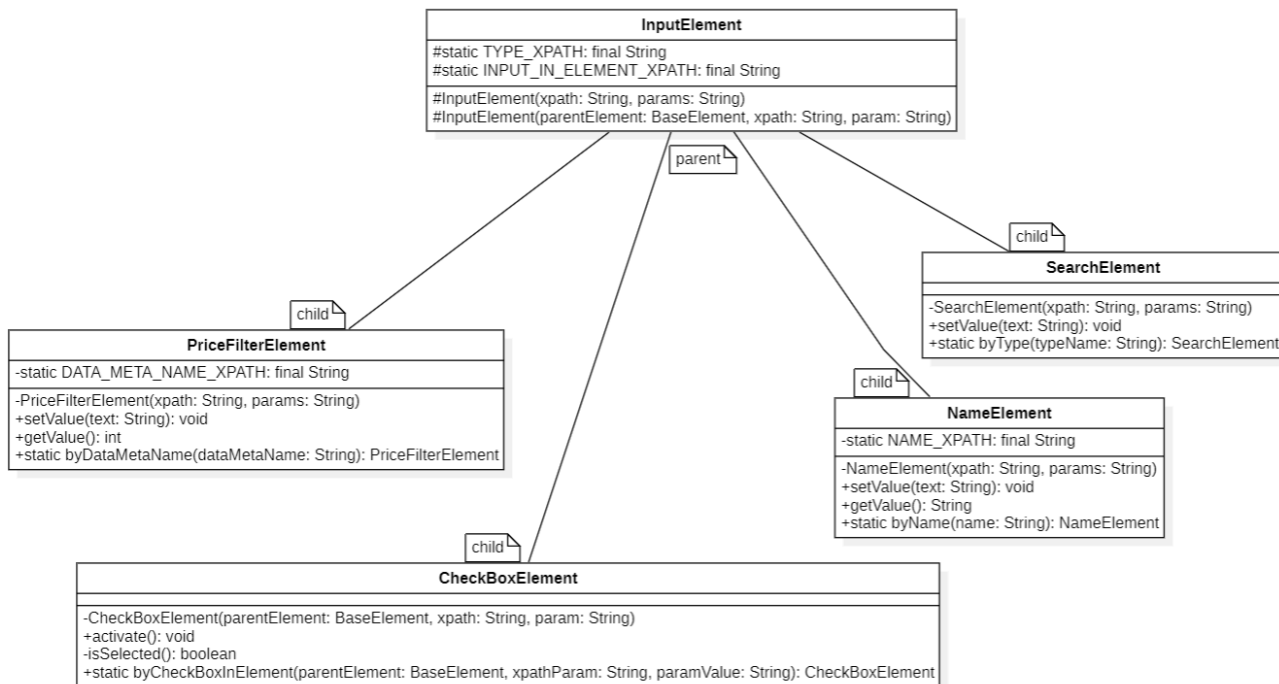 InputElement
#static TYPE_XPATH: final String
#static INPUT_IN_ELEMENT_XPATH: final String
#InputElement(xpath: String, params: String)
#InputElement(parentElement: BaseElement, xpath: String, param: String)
parent
child
SearchElement
-SearchElement(xpath: String, params: String)
+setValue(text: String): void
+static byType(typeName: String): SearchElement
child
PriceFilterElement
-static DATA_META_NAME_XPATH: final String
-PriceFilterElement(xpath: String, params: String)
+setValue(text: String): void
+getValue(): int
+static byDataMetaName(dataMetaName: String): PriceFilterElement
child
NameElement
-static NAME_XPATH: final String
-NameElement(xpath: String, params: String)
+setValue(text: String): void
+getValue(): String
+static byName(name: String): NameElement
child
CheckBoxElement
-CheckBoxElement(parentElement: BaseElement, xpath: String, param: String)
+activate(): void
-isSelected(): boolean
+static byCheckBoxInElement(parentElement: BaseElement, xpathParam: String, paramValue: String): CheckBoxElement